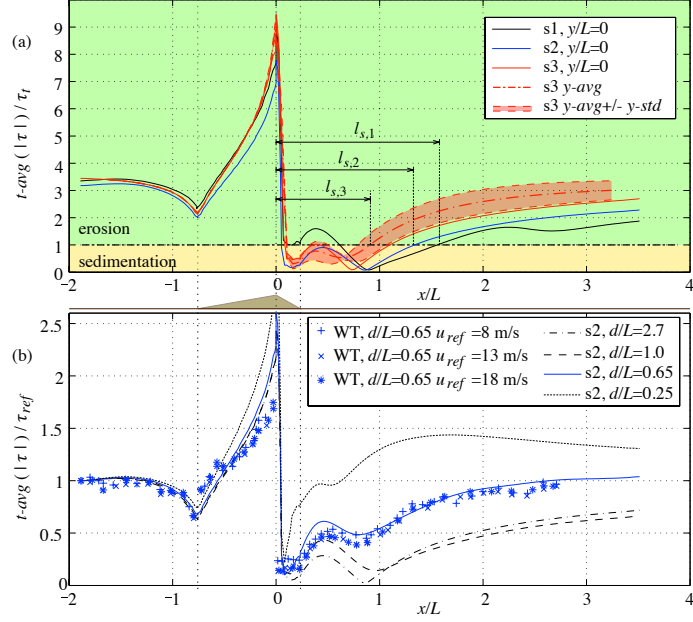 (a)
t-avg (|τ|) / τt
9
8
7
6
5
4
3
2
1
0
s1, y/L=0
s2, y/L=0
s3, y/L=0
s3 y-avg
s3 y-avg+/- y-std
ls,1
ls,2
ls,3
erosion
sedimentation
−2
−1
0
1
2
3
4
x/L
(b)
t-avg (|τ|) / τref
2.5
2
1.5
1
0.5
0
WT, d/L=0.65 uref =8 m/s
WT, d/L=0.65 uref =13 m/s
WT, d/L=0.65 uref =18 m/s
s2, d/L=2.7
s2, d/L=1.0
s2, d/L=0.65
s2, d/L=0.25
−2
−1
0
1
2
3
4
x/L